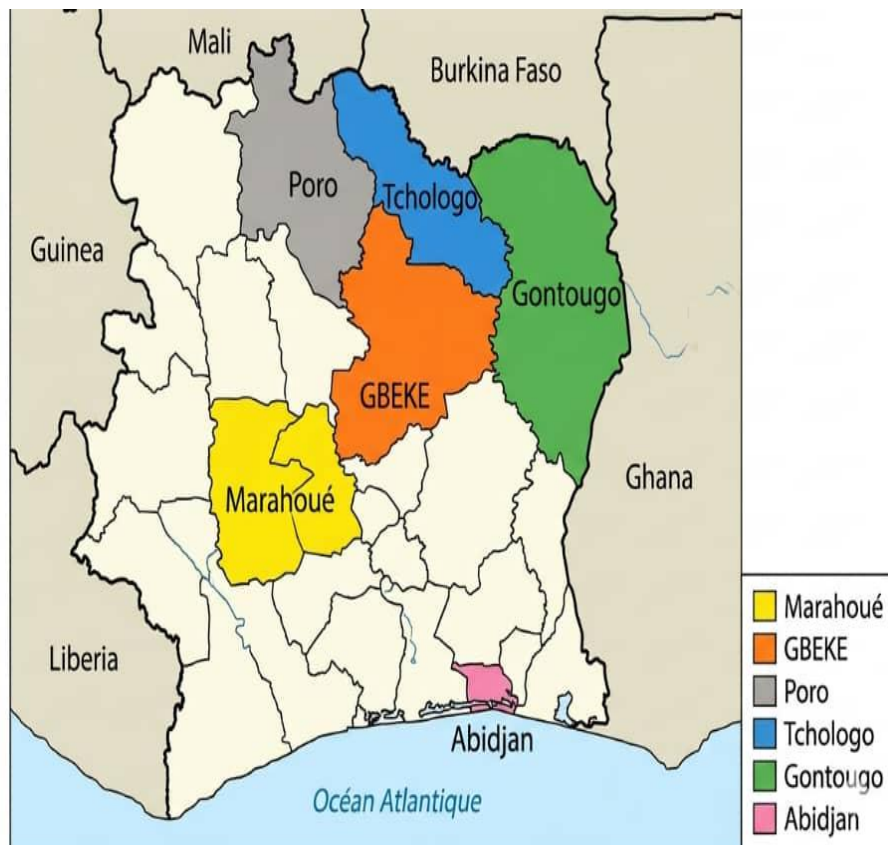 Mali
Burkina Faso
Poro
Tchologo
Guinea
Gontougo
GBEKE
Marahoué
Ghana
Liberia
Abidjan
Océan Atlantique
Marahoué
GBEKE
Poro
Tchologo
Gontougo
Abidjan